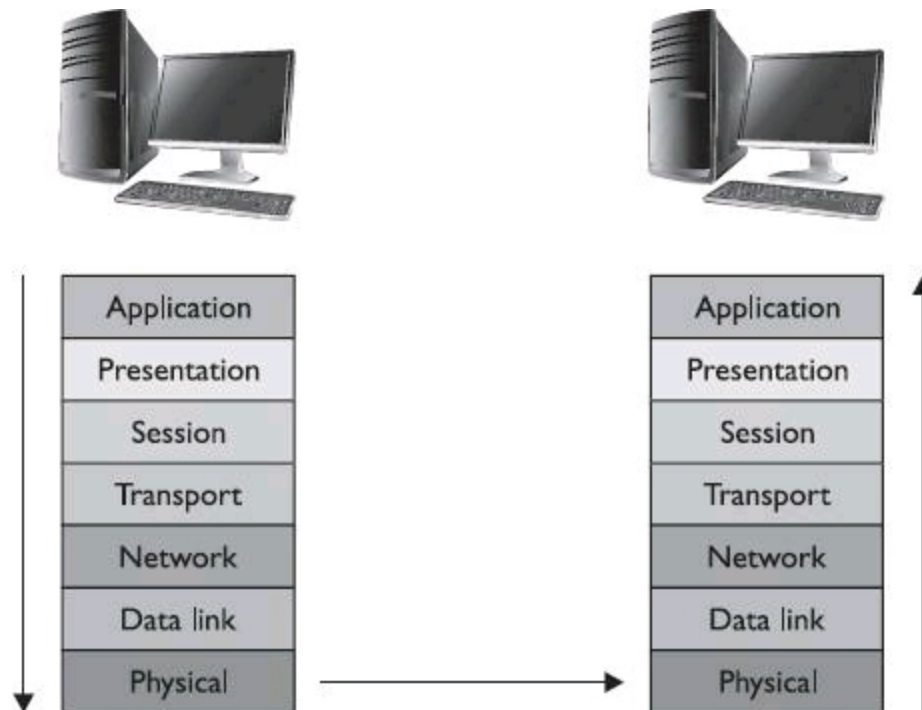 Application
Presentation
Session
Transport
Network
Data link
Physical
Application
Presentation
Session
Transport
Network
Data link
Physical